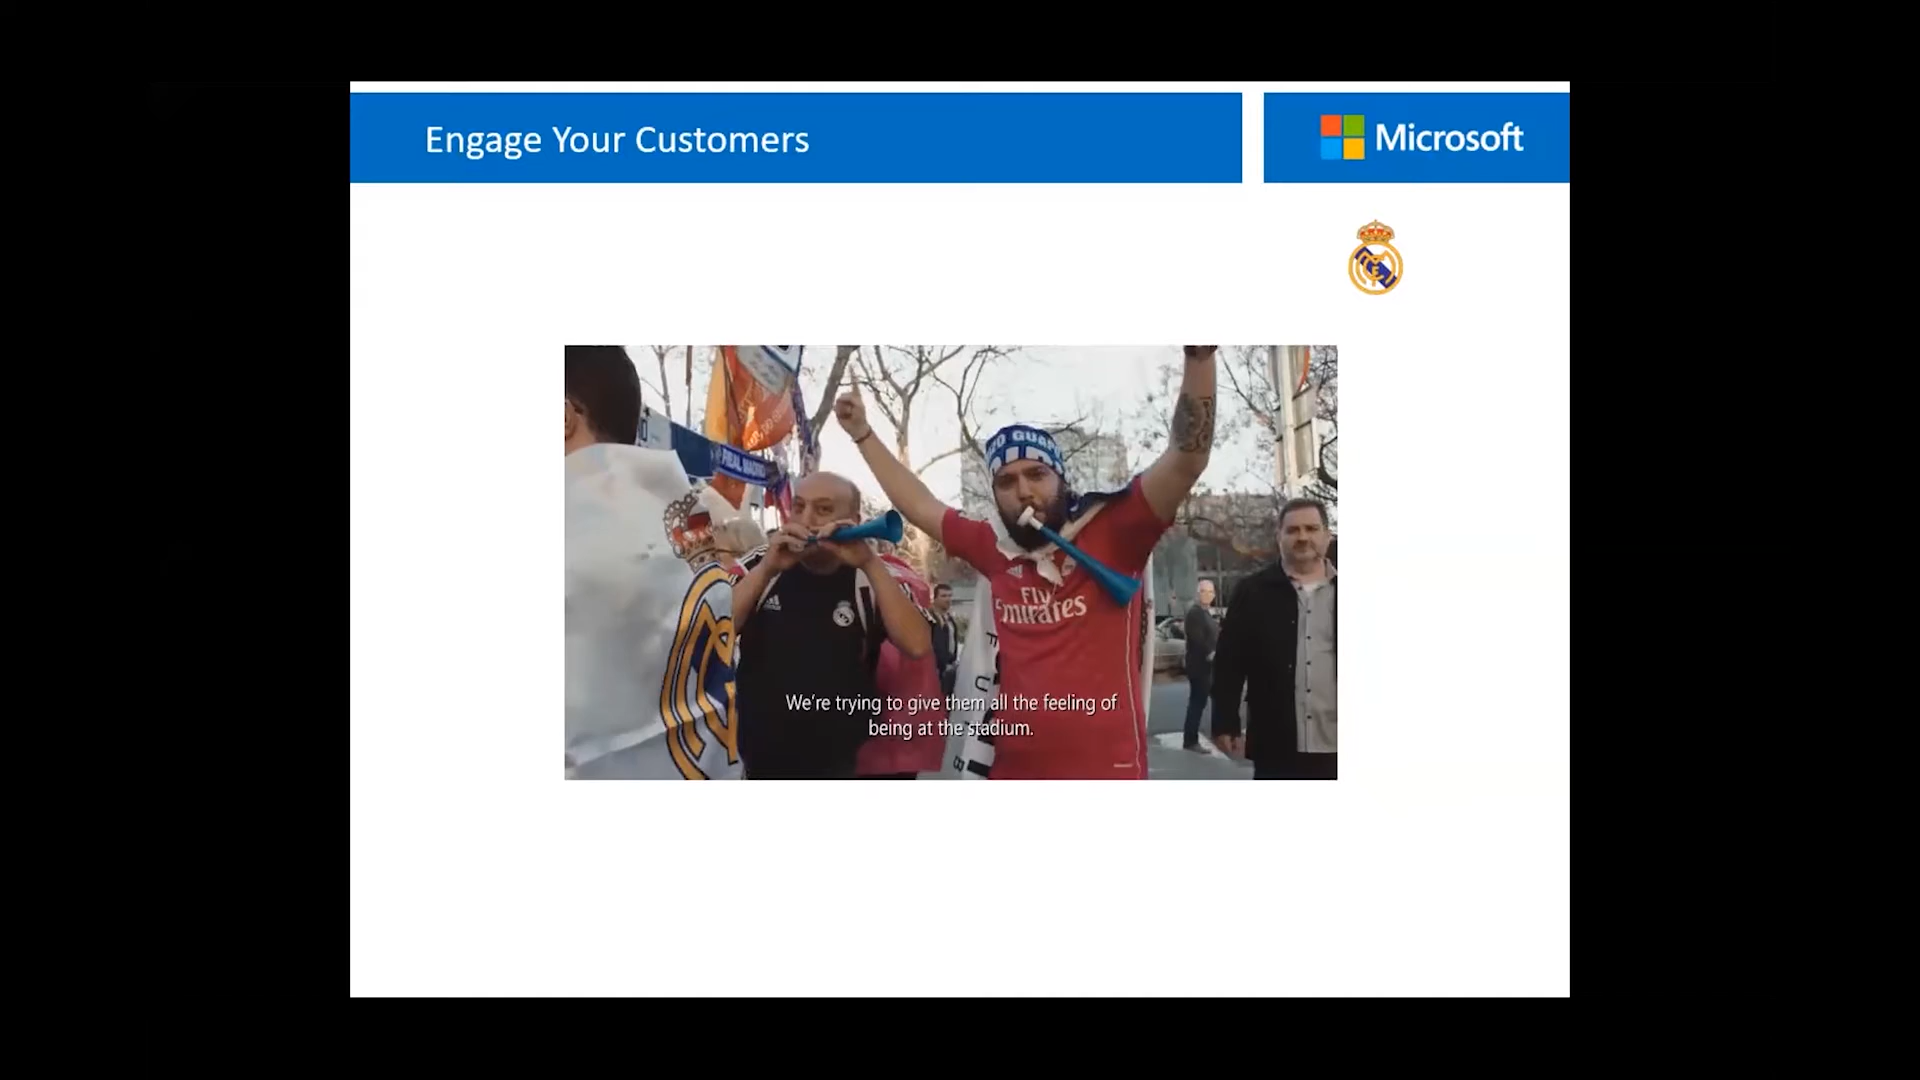 Engage Your Customers
Microsoft
REAL MADRID
Fly
Emirates
We're trying to give them all the feeling of
being at the stadium.